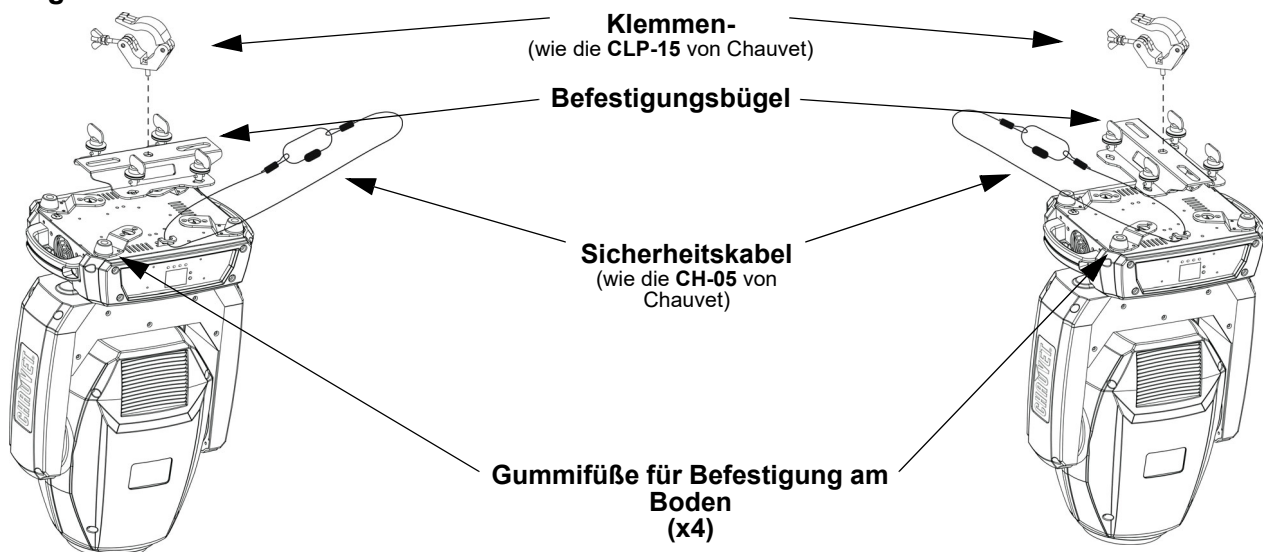 g
Klemmen-
(wie die CLP-15 von Chauvet)
Befestigungsbügel
Sicherheitskabel
(wie die CH-05 von
Chauvet)
Gummifüße für Befestigung am
Boden
(x4)
CHAUVET
CHAUVET